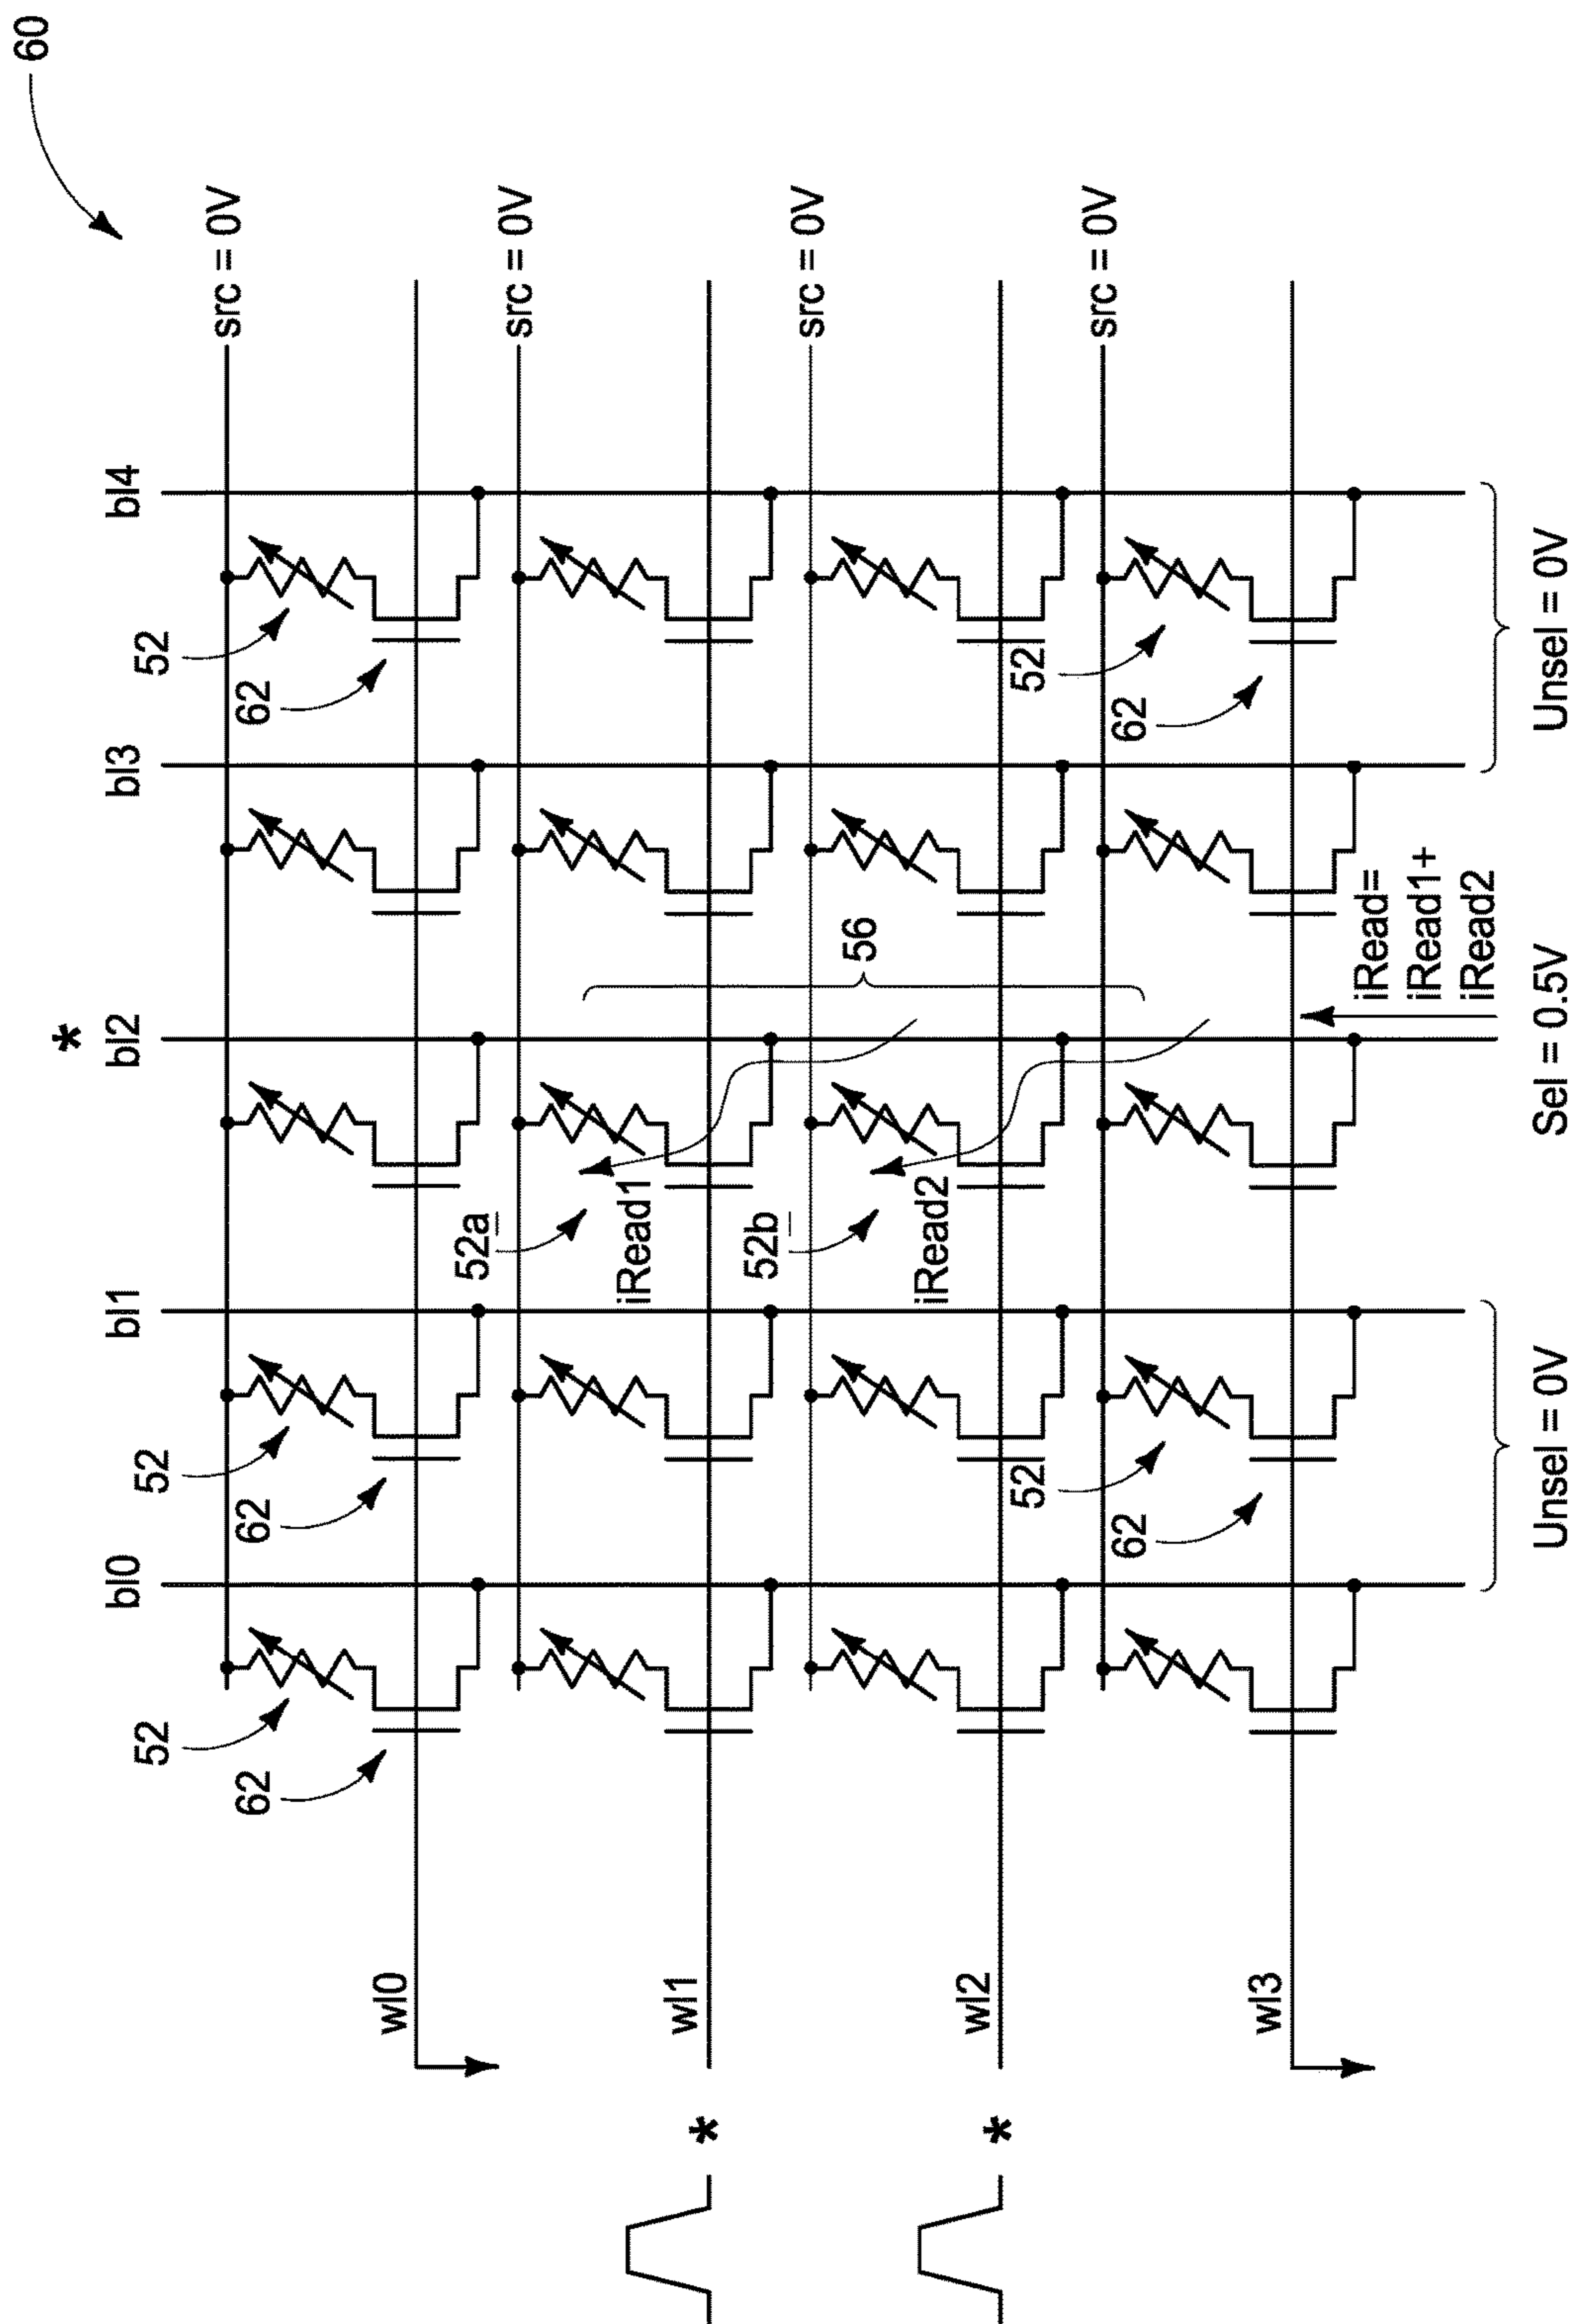 60
*
bl0 bl1 bl2 bl3 bl4
52 52 52
src = 0V
62 62 62
wl0
52a
src = 0V
iRead1
wl1
*
52b
src = 0V
56
iRead2
wl2
*
52 52
src = 0V
62 62
wl3
iRead=
iRead1+
iRead2
Unsel = 0V Sel = 0.5V Unsel = 0V